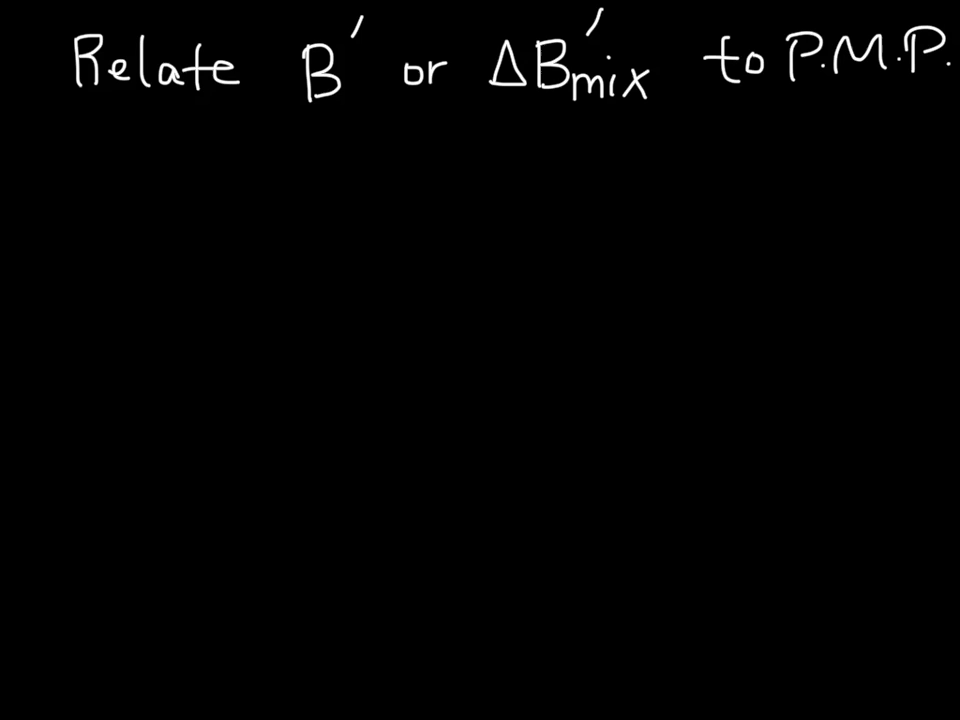 Relate B′ or ΔB′mix to P.M.P.